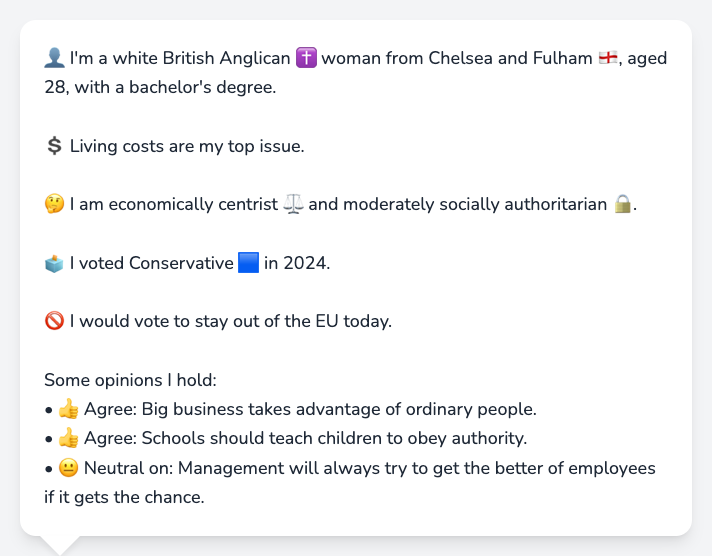 👤 I'm a white British Anglican ✝️ woman from Chelsea and Fulham 🏴󠁧󠁢󠁥󠁮󠁧󠁿, aged
28, with a bachelor's degree.
💲 Living costs are my top issue.
🤔 I am economically centrist ⚖️ and moderately socially authoritarian 🔒.
🗳️ I voted Conservative 🟦 in 2024.
🚫 I would vote to stay out of the EU today.
Some opinions I hold:
• 👍 Agree: Big business takes advantage of ordinary people.
• 👍 Agree: Schools should teach children to obey authority.
• 😐 Neutral on: Management will always try to get the better of employees
if it gets the chance.